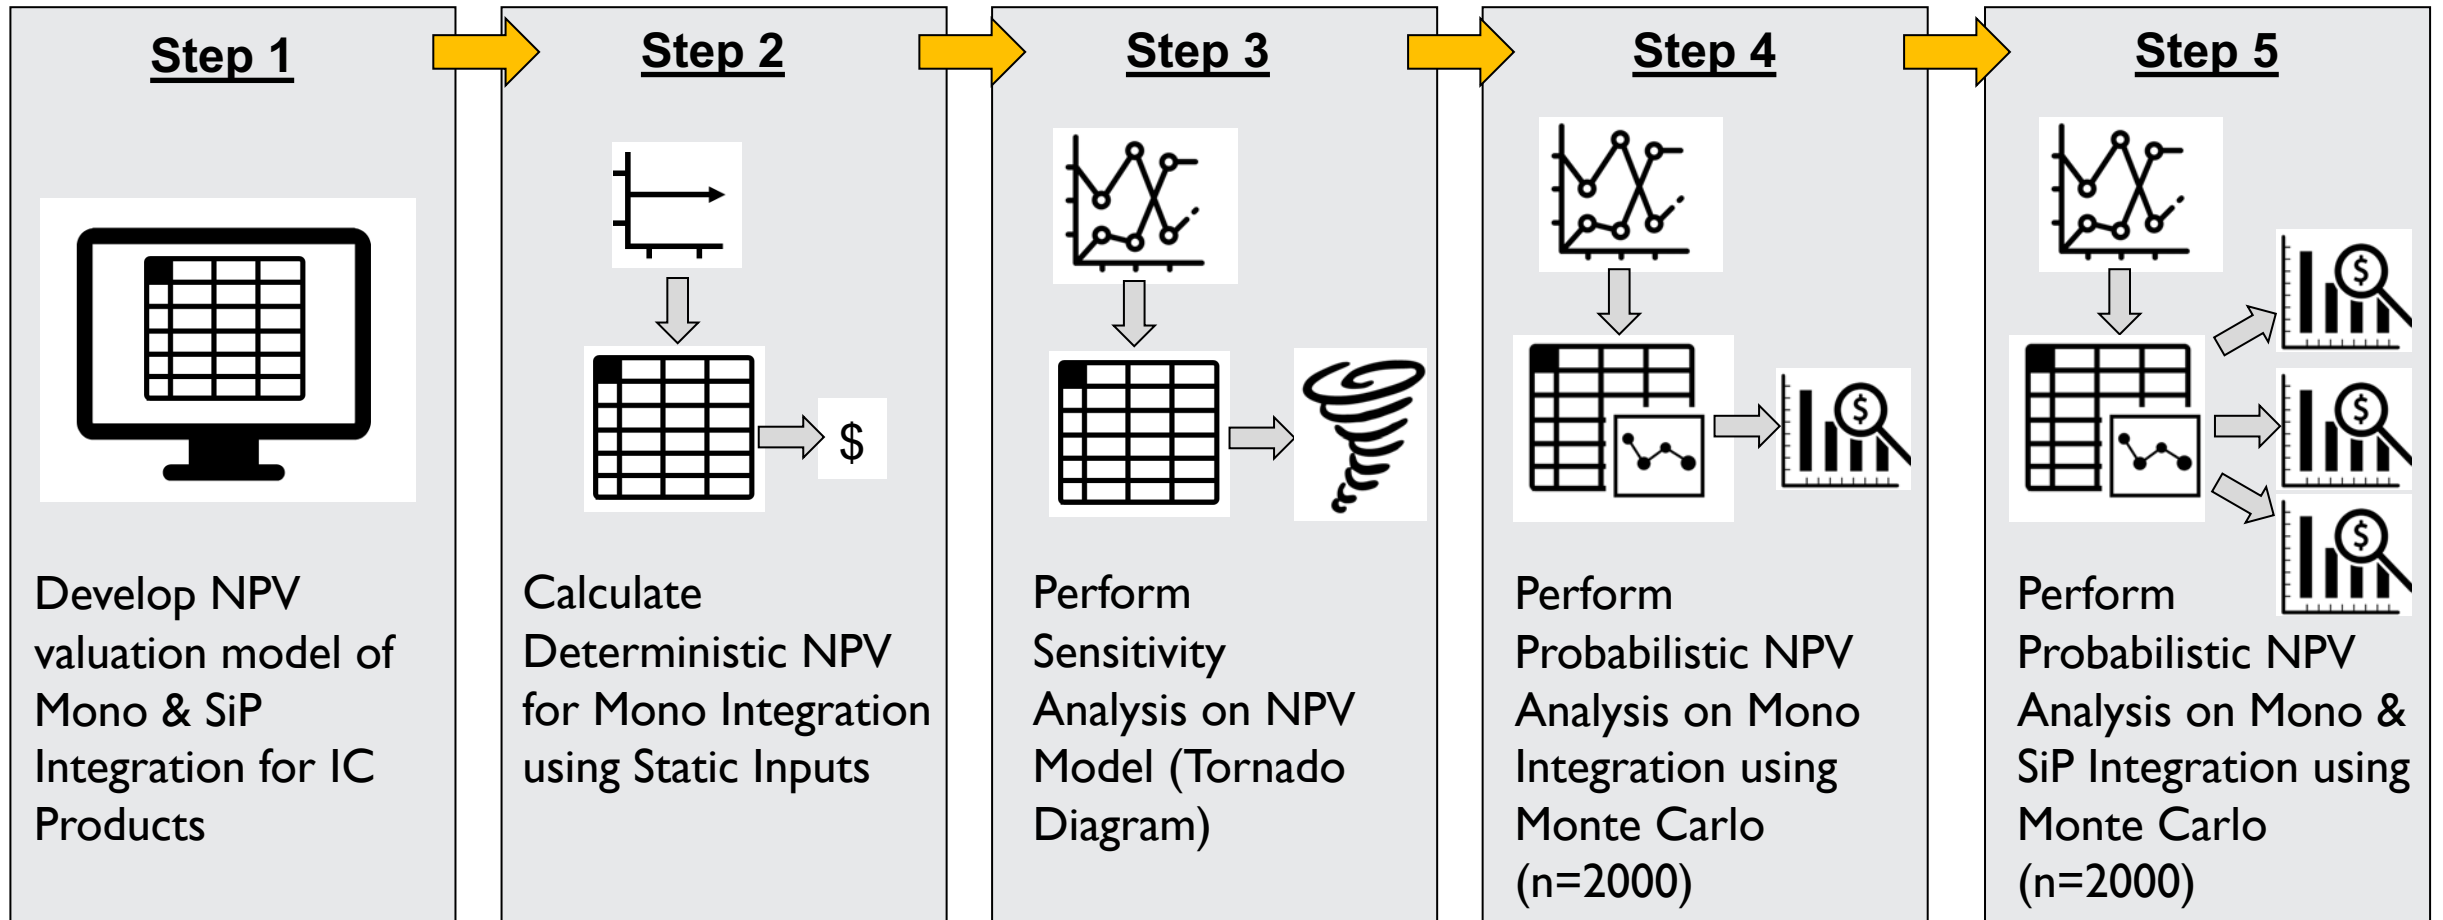 Step 1
Develop NPV
valuation model of
Mono & SiP
Integration for IC
Products
Step 2
$
Calculate
Deterministic NPV
for Mono Integration
using Static Inputs
Step 3
Perform
Sensitivity
Analysis on NPV
Model (Tornado
Diagram)
Step 4
$
Perform
Probabilistic NPV
Analysis on Mono
Integration using
Monte Carlo
(n=2000)
Step 5
$
$
$
Perform
Probabilistic NPV
Analysis on Mono &
SiP Integration using
Monte Carlo
(n=2000)